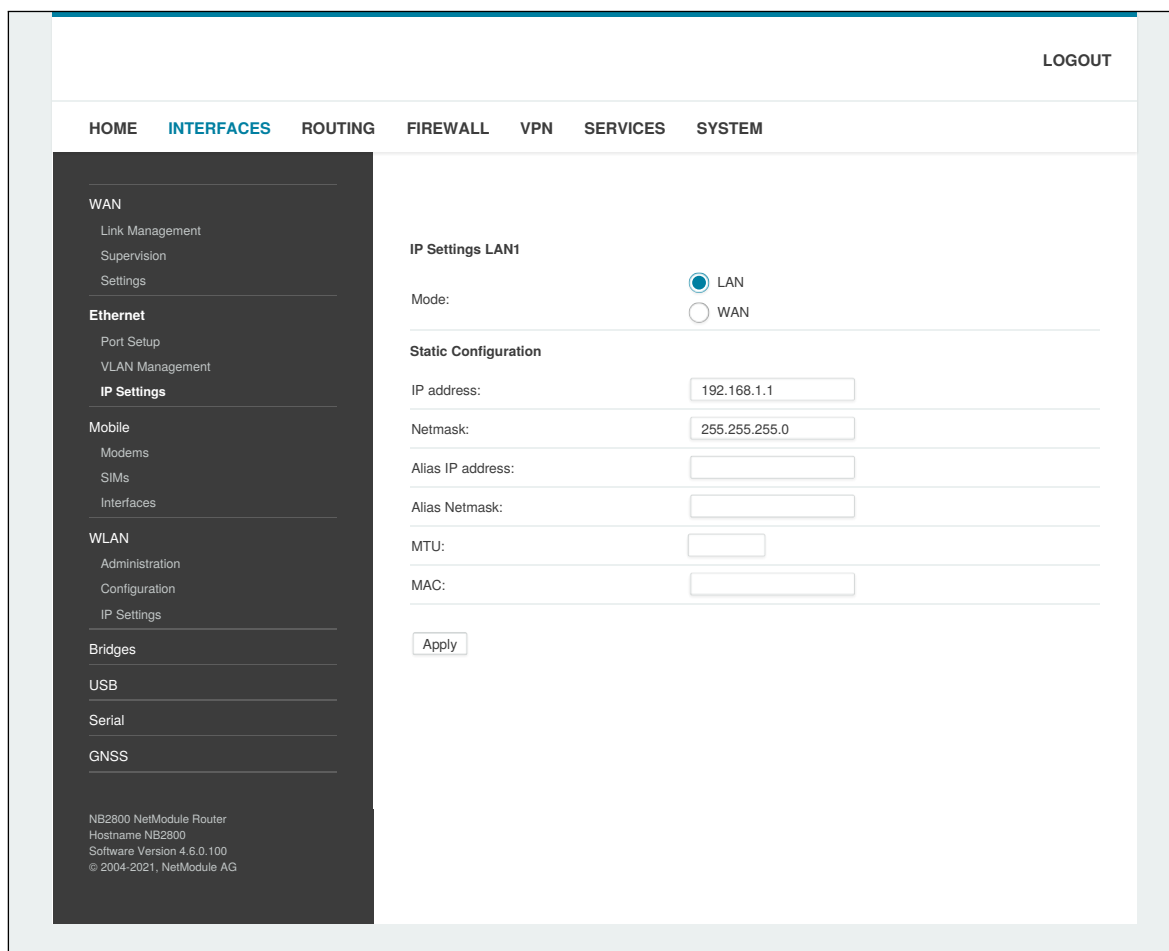 LOGOUT
HOME INTERFACES ROUTING FIREWALL VPN SERVICES SYSTEM
WAN
Link Management
Supervision
Settings
Ethernet
Port Setup
VLAN Management
IP Settings
Mobile
Modems
SIMs
Interfaces
WLAN
Administration
Configuration
IP Settings
Bridges
USB
Serial
GNSS
NB2800 NetModule Router
Hostname NB2800
Software Version 4.6.0.100
© 2004-2021, NetModule AG
IP Settings LAN1
Mode:
LAN
WAN
Static Configuration
IP address: 192.168.1.1
Netmask: 255.255.255.0
Alias IP address:
Alias Netmask:
MTU:
MAC:
Apply